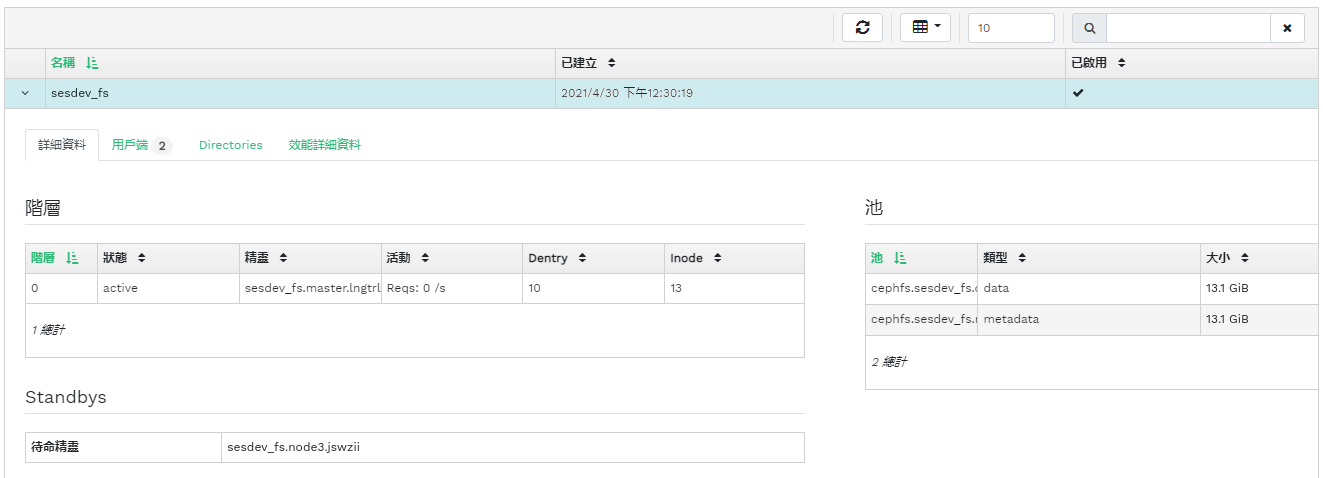 10
名稱 已建立 已啟用
sesdev_fs 2021/4/30 下午12:30:19
詳細資料 用戶端 2 Directories 效能詳細資料
階層
階層 狀態 精靈 活動 Dentry Inode
0 active sesdev_fs.master.lngtrl Reqs: 0 /s 10 13
1 總計
池
池 類型 大小
cephfs.sesdev_fs. data 13.1 GiB
cephfs.sesdev_fs. metadata 13.1 GiB
2 總計
Standbys
待命精靈 sesdev_fs.node3.jswzii